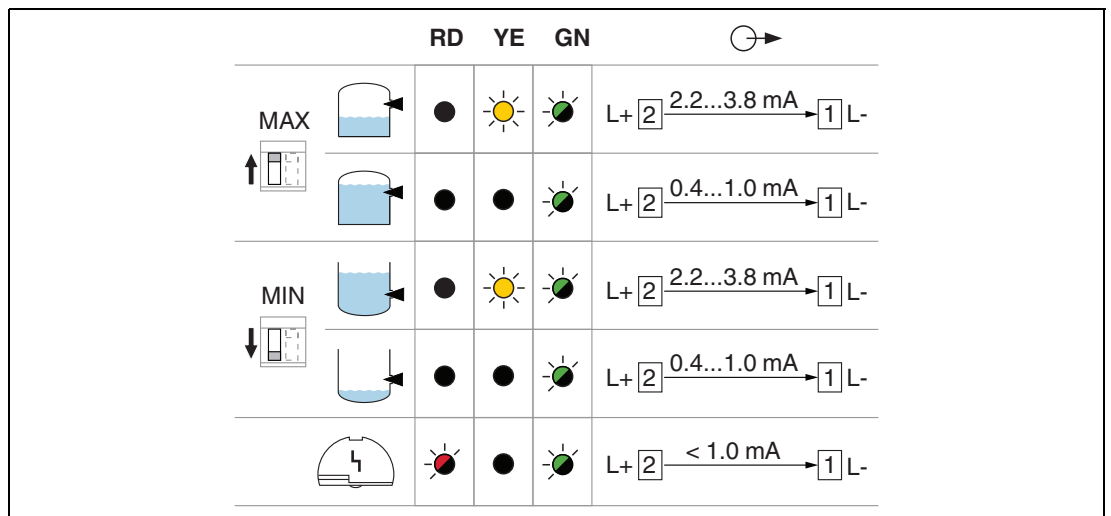 RD YE GN
MAX
L+ 2 2.2...3.8 mA 1 L-
L+ 2 0.4...1.0 mA 1 L-
MIN
L+ 2 2.2...3.8 mA 1 L-
L+ 2 0.4...1.0 mA 1 L-
L+ 2 < 1.0 mA 1 L-